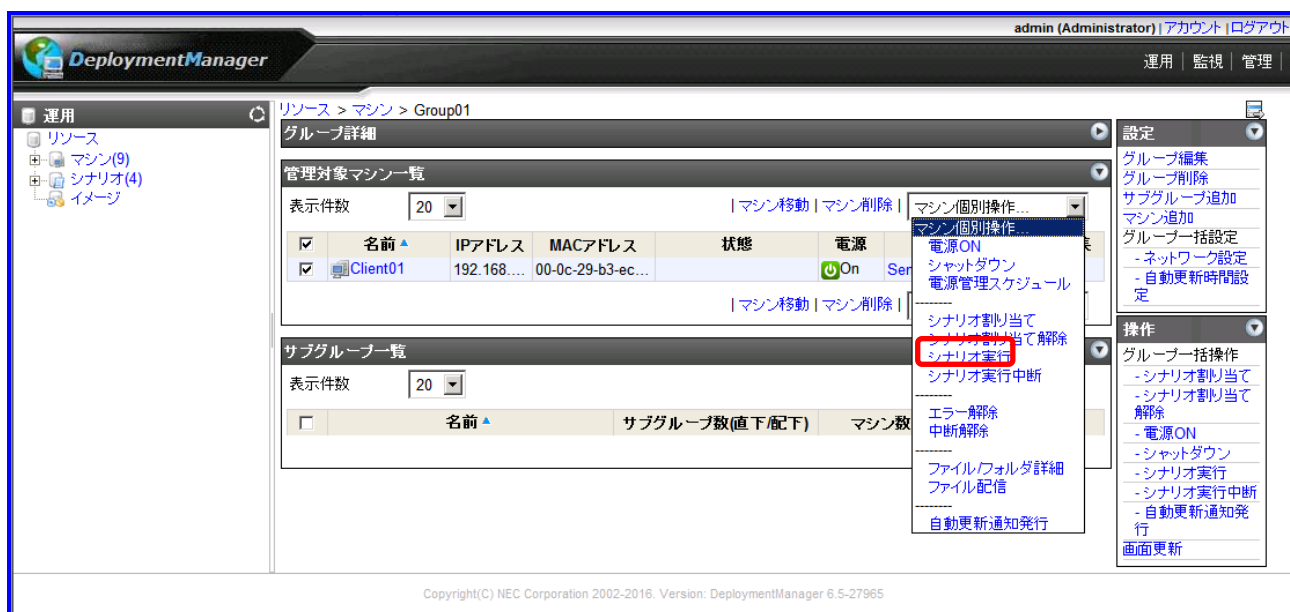 admin (Administrator) | アカウント | ログアウト
DeploymentManager
運用 | 監視 | 管理 |
運用
リソース
マシン(9)
シナリオ(4)
イメージ
リソース > マシン > Group01
グループ詳細
管理対象マシン一覧
表示件数 20 | マシン移動 | マシン削除 | マシン個別操作...
名前 IPアドレス MACアドレス 状態 電源
Client01 192.168.... 00-0c-29-b3-ec... On Ser
| マシン移動 | マシン削除 |
マシン個別操作...
電源ON
シャットダウン
電源管理スケジュール
--------
シナリオ割り当て
シナリオ割り当て解除
シナリオ実行
シナリオ実行中断
--------
エラー解除
中断解除
--------
ファイル/フォルダ詳細
ファイル配信
--------
自動更新通知発行
サブグループ一覧
表示件数 20
名前 サブグループ数(直下/配下) マシン数
設定
グループ編集
グループ削除
サブグループ追加
マシン追加
グループ一括設定
- ネットワーク設定
- 自動更新時間設
定
操作
グループ一括操作
- シナリオ割り当て
- シナリオ割り当て
解除
- 電源ON
- シャットダウン
- シナリオ実行
- シナリオ実行中断
- 自動更新通知発
行
画面更新
Copyright(C) NEC Corporation 2002-2016. Version: DeploymentManager 6.5-27965